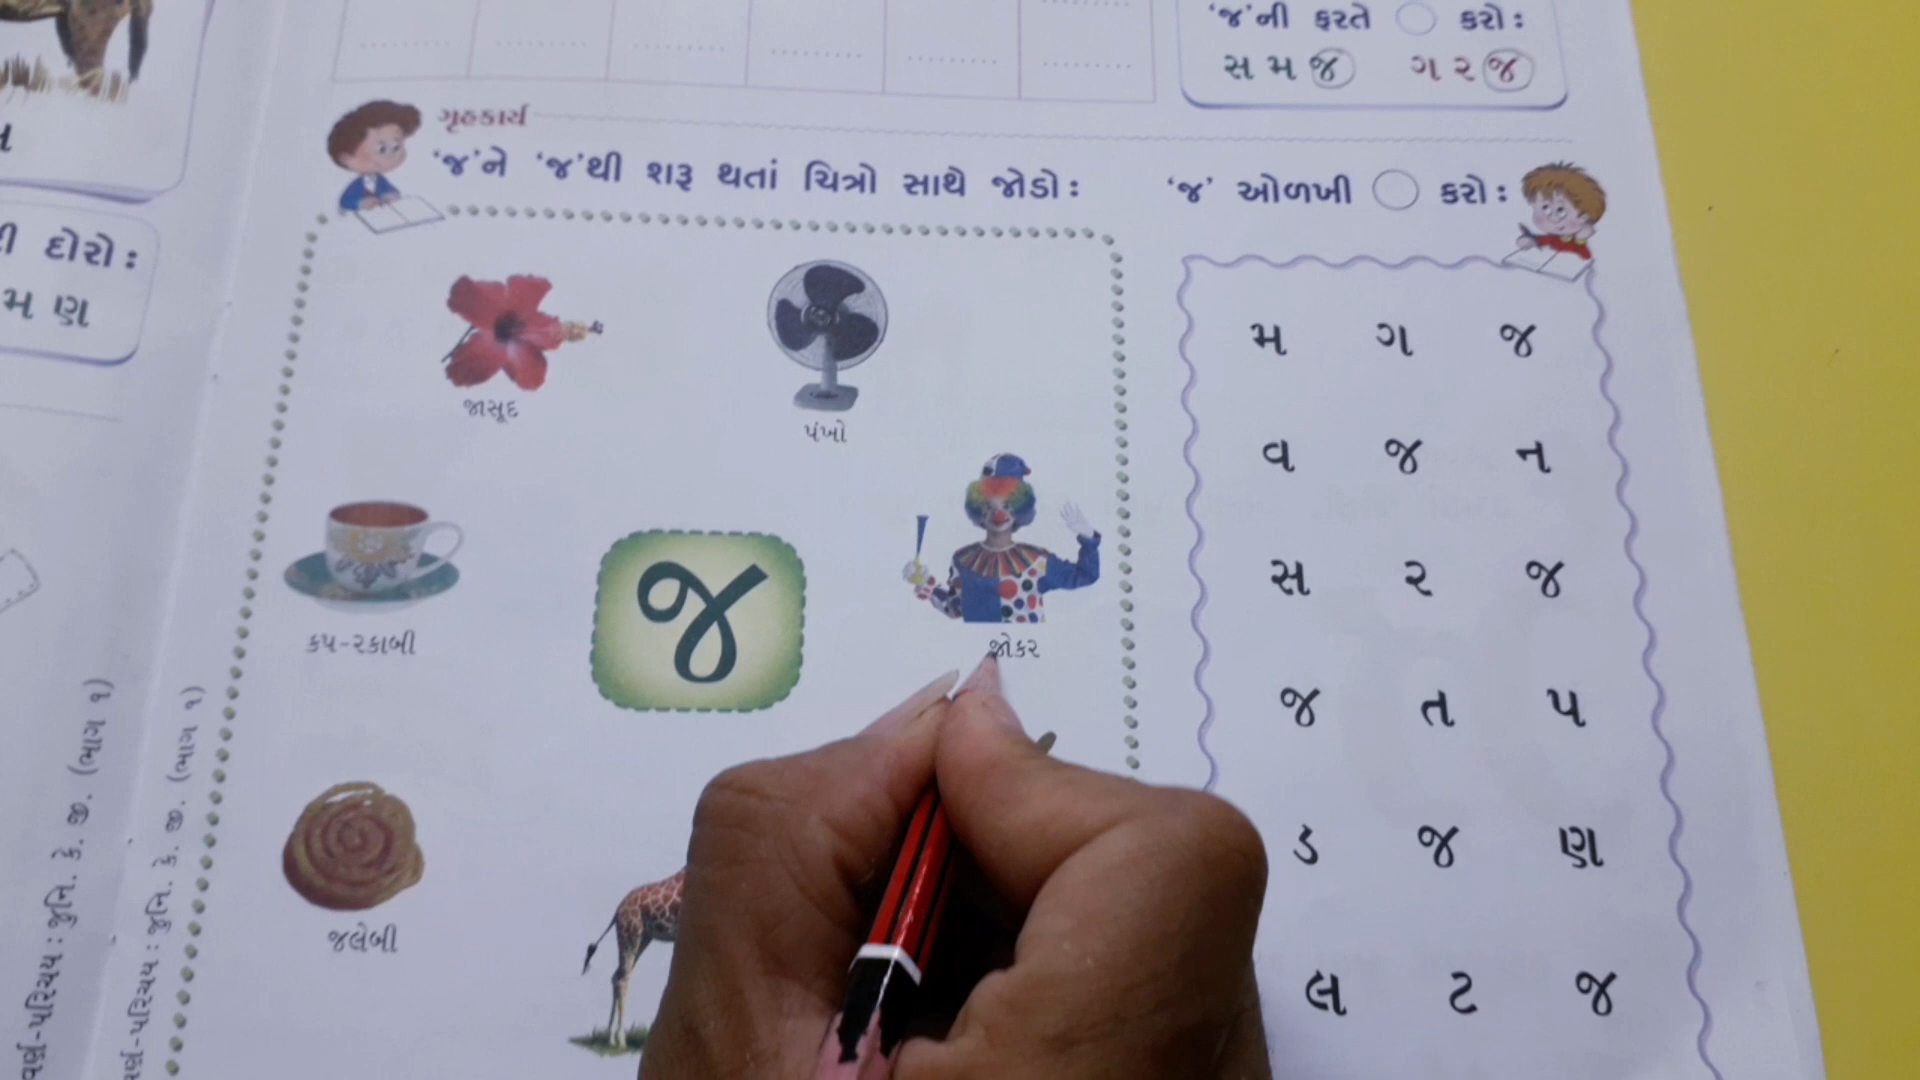 'જ'ની ફરતે કરો :
સ મ જ ગ ર જ
ગૃહકાર્ય
'જ'ને 'જ'થી શરૂ થતાં ચિત્રો સાથે જોડો :
'જ' ઓળખી કરો :
દોરો :
મ ણ
જાસૂદ
પંખો
કપ-રકાબી
જ
જોકર
જલેબી
મ ગ જ
વ જ ન
સ ર જ
જ ત પ
ડ જ ણ
લ ટ જ
વર્ણ-પરિચય : જુનિ. કે. જી. (ભાગ ૧)
વર્ણ-પરિચય : જુનિ. કે. જી. (ભાગ ૧)